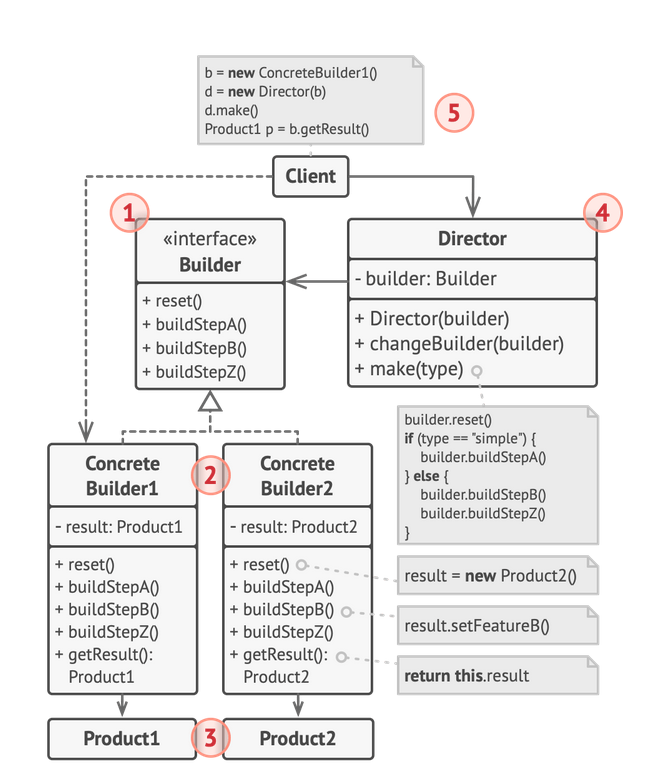 b = new ConcreteBuilder1()
d = new Director(b)
d.make()
Product1 p = b.getResult()
5
Client
1
«interface»
Builder
+ reset()
+ buildStepA()
+ buildStepB()
+ buildStepZ()
4
Director
- builder: Builder
+ Director(builder)
+ changeBuilder(builder)
+ make(type)
builder.reset()
if (type == "simple") {
builder.buildStepA()
} else {
builder.buildStepB()
builder.buildStepZ()
}
2
Concrete
Builder1
- result: Product1
+ reset()
+ buildStepA()
+ buildStepB()
+ buildStepZ()
+ getResult():
Product1
Concrete
Builder2
- result: Product2
+ reset()
+ buildStepA()
+ buildStepB()
+ buildStepZ()
+ getResult():
Product2
result = new Product2()
result.setFeatureB()
return this.result
Product1
3
Product2